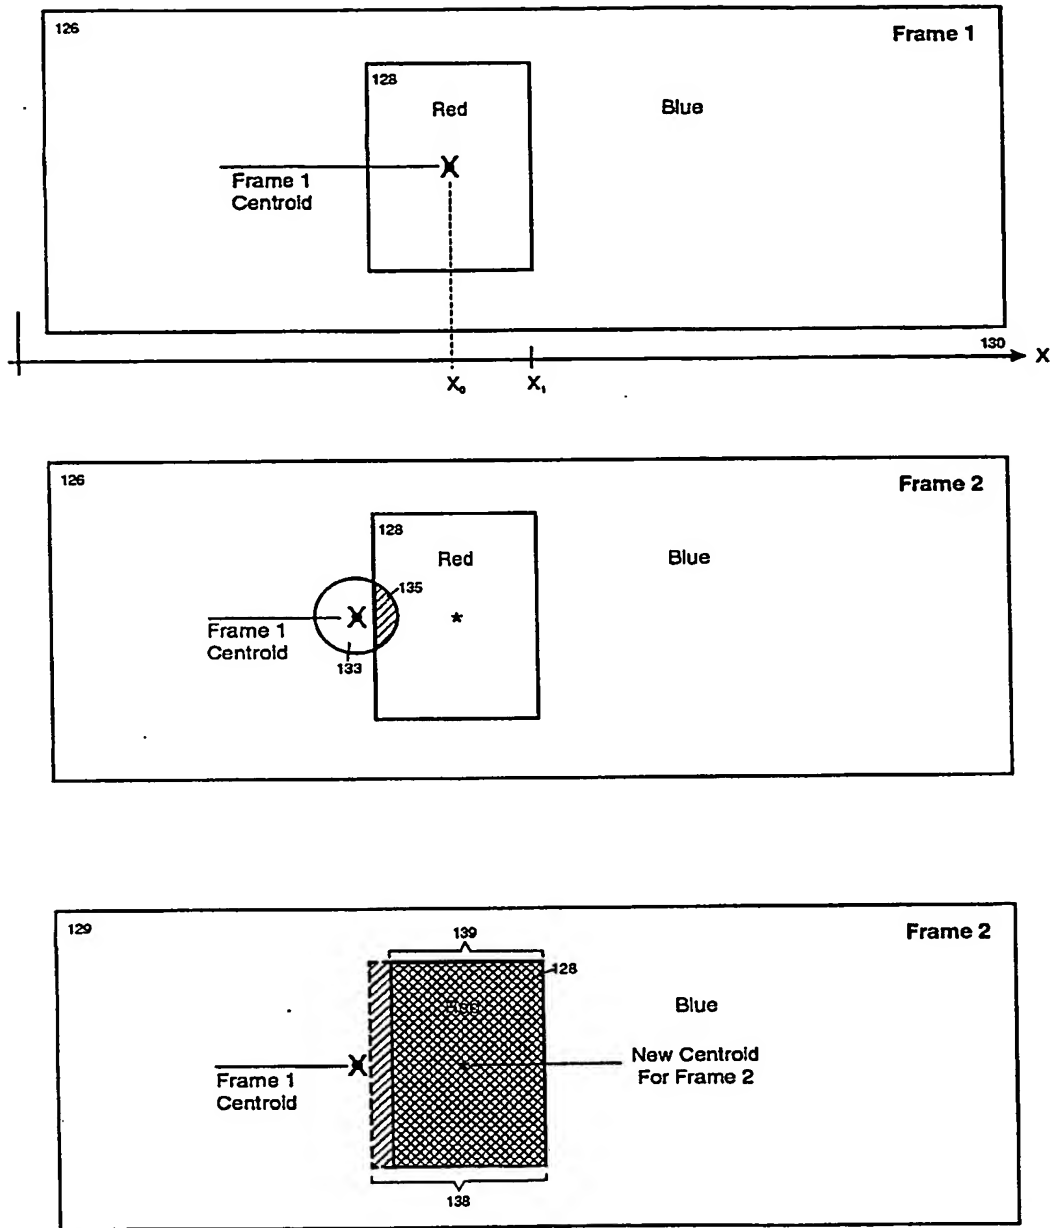 126
Frame 1
128
Red
Blue
Frame 1
Centroid
130
X
X₀
X₁
126
Frame 2
128
Red
Blue
135
Frame 1
Centroid
133
129
Frame 2
139
128
Red
Blue
New Centroid
For Frame 2
Frame 1
Centroid
138